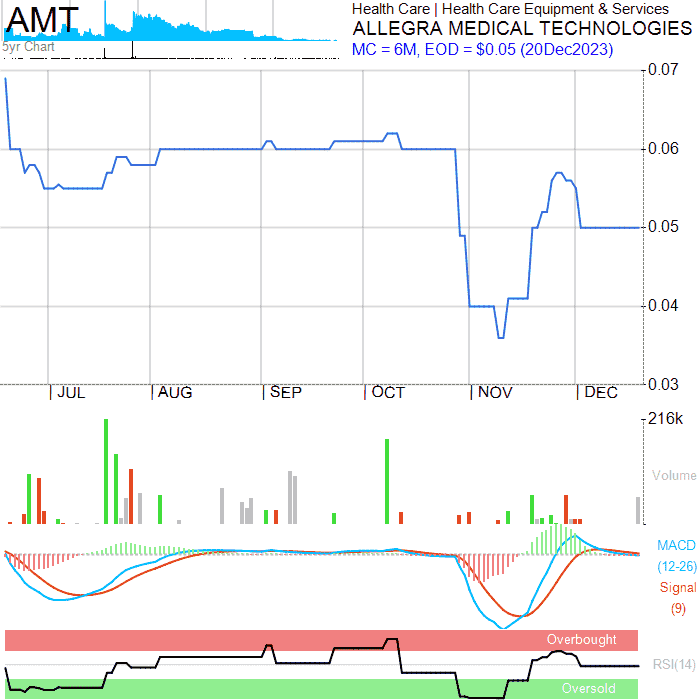 AMT
5yr Chart
Health Care | Health Care Equipment & Services
ALLEGRA MEDICAL TECHNOLOGIES
MC = 6M, EOD = $0.05 (20Dec2023)
0.07
0.06
0.05
0.04
0.03
JUL AUG SEP OCT NOV DEC
216k
Volume
MACD
(12-26)
Signal
(9)
Overbought
RSI(14)
Oversold